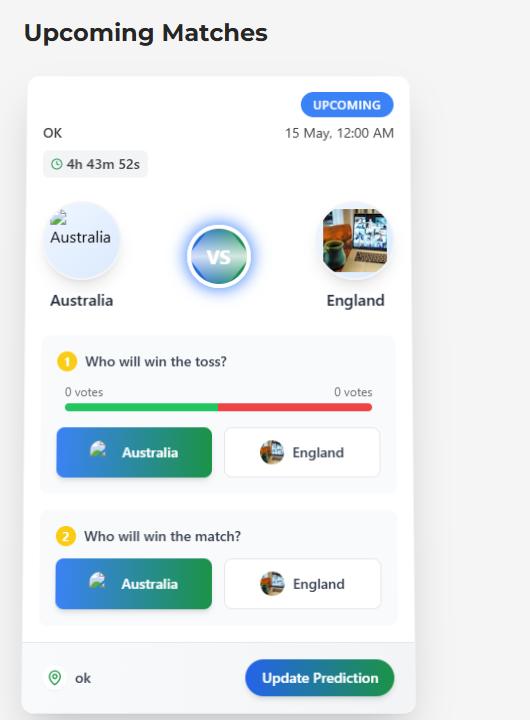 Upcoming Matches
UPCOMING
OK 15 May, 12:00 AM
4h 43m 52s
Australia
VS
Australia England
1 Who will win the toss?
0 votes 0 votes
Australia England
2 Who will win the match?
Australia England
ok Update Prediction